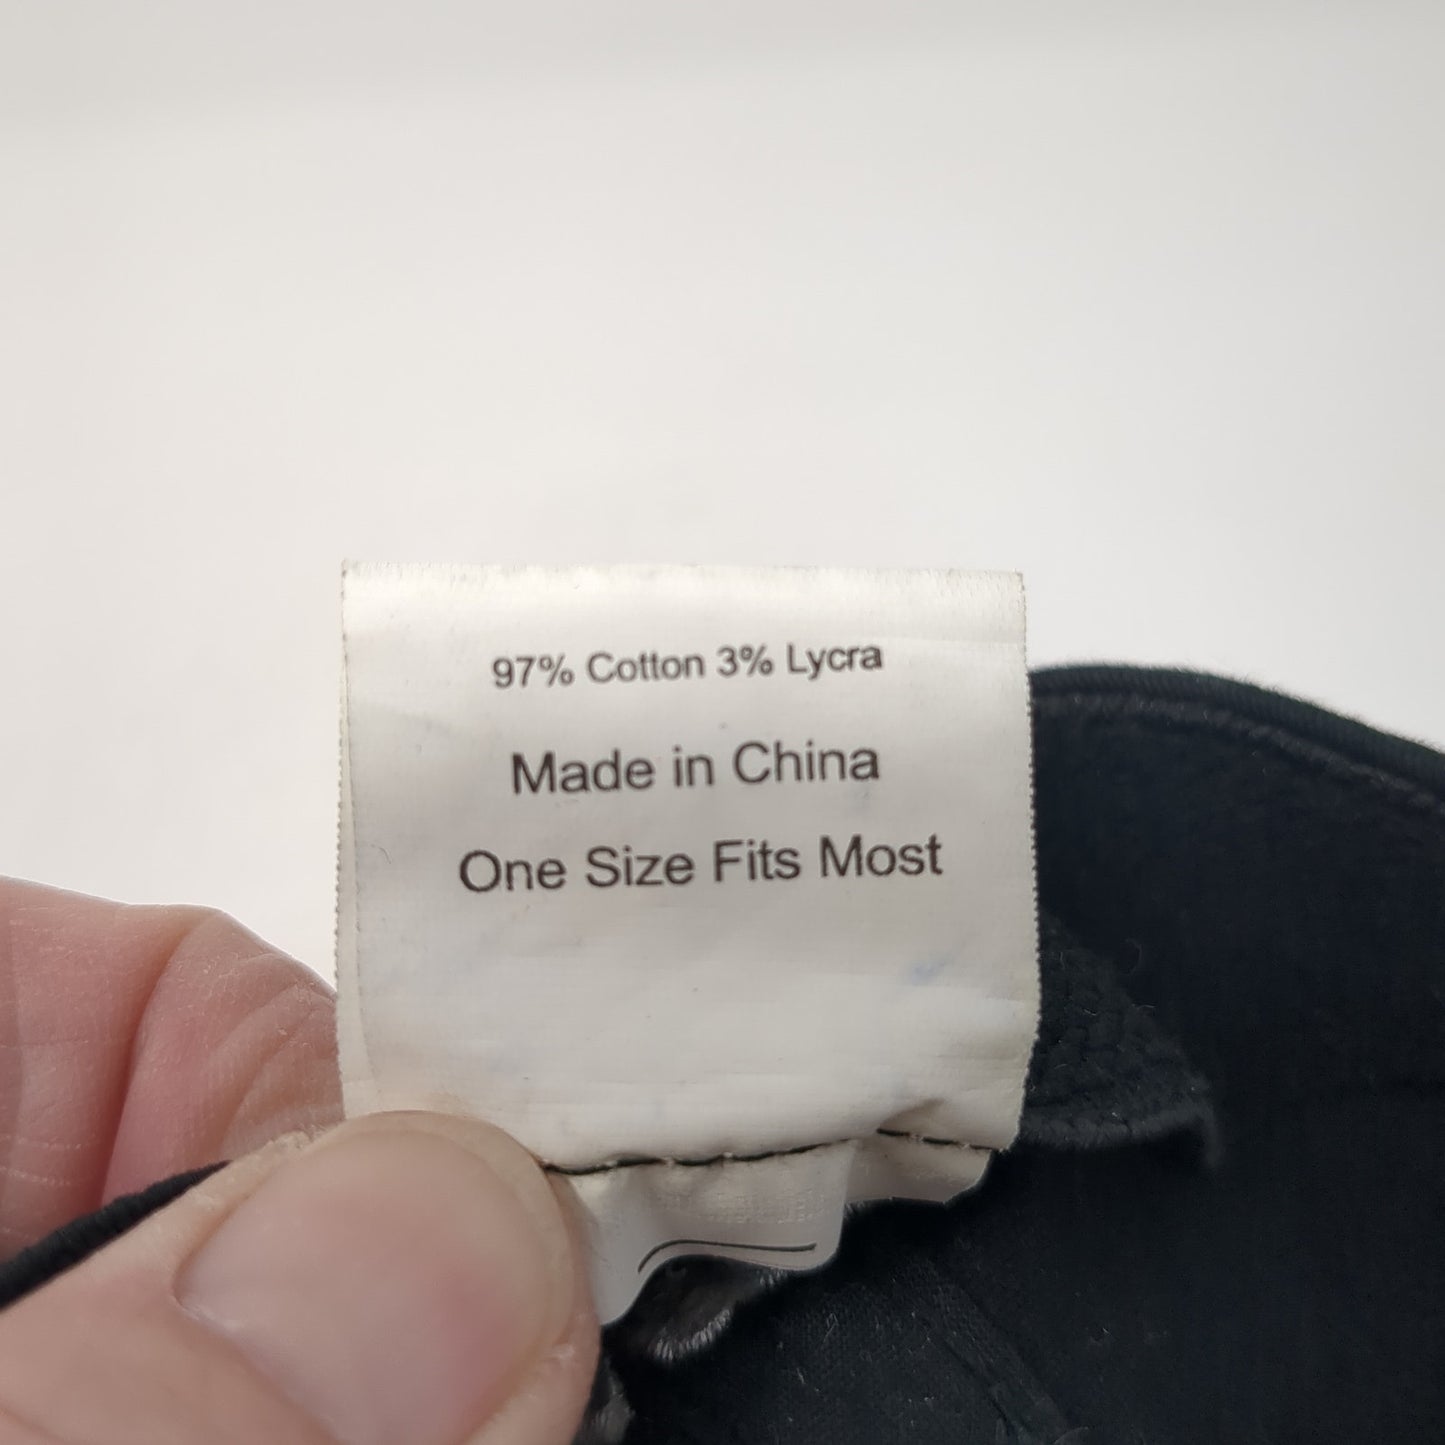 97% Cotton 3% Lycra
Made in China
One Size Fits Most